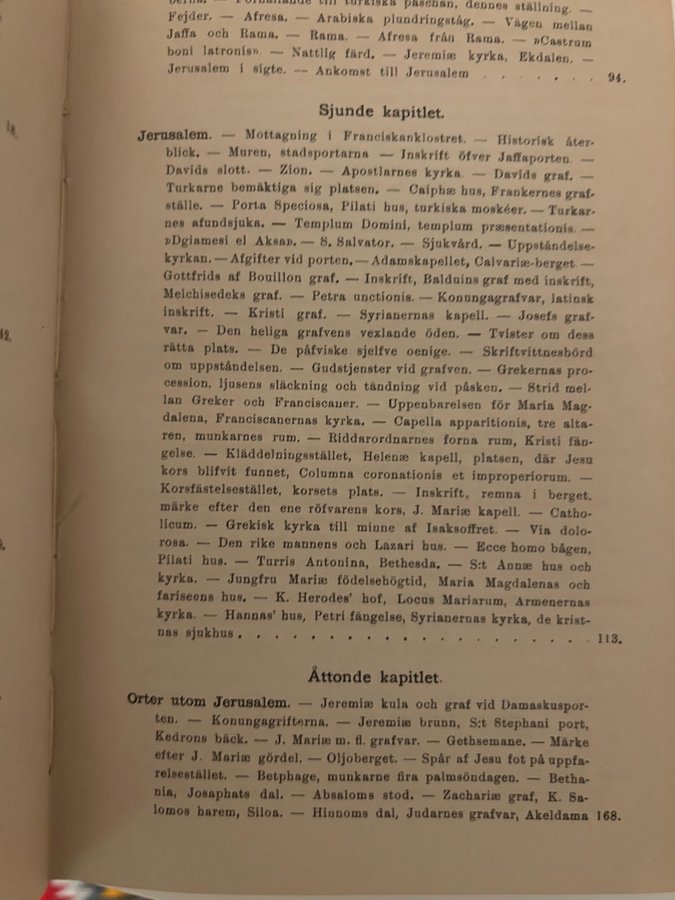 berna. — Förhållande till turkiska paschan, dennes ställning. —
Fejder. — Afresa. — Arabiska plundringståg. — Vägen mellan
Jaffa och Rama. — Rama. — Afresa från Rama. — »Castrum
boni latronis». — Nattlig färd. — Jeremiæ kyrka, Ekdalen. —
Jerusalem i sigte. — Ankomst till Jerusalem . . . . . . 94.
Sjunde kapitlet.
Jerusalem. — Mottagning i Franciskanklostret. — Historisk åter-
blick. — Muren, stadsportarna — Inskrift öfver Jaffaporten. —
Davids slott. — Zion. — Apostlarnes kyrka. — Davids graf. —
Turkarne bemäktiga sig platsen. — Caiphæ hus, Frankernes graf-
ställe. — Porta Speciosa, Pilati hus, turkiska moskéer. — Turkar-
nes afundsjuka. — Templum Domini, templum præsentationis. —
»Dgiamesi el Aksa». — S. Salvator. — Sjukvård. — Uppståndelse-
kyrkan. — Afgifter vid porten. — Adamskapellet, Calvariæ-berget. —
Gottfrids af Bouillon graf. — Inskrift, Balduins graf med inskrift,
Melchisedeks graf. — Petra unctionis. — Konungagrafvar, latinsk
inskrift. — Kristi graf. — Syrianernas kapell. — Josefs graf-
var. — Den heliga grafvens vexlande öden. — Tvister om dess
rätta plats. — De påfviske sjelfve oenige. — Skriftvittnesbörd
om uppståndelsen. — Gudstjenster vid grafven. — Grekernas pro-
cession, ljusens släckning och tändning vid påsken. — Strid mel-
lan Greker och Franciscaner. — Uppenbarelsen för Maria Mag-
dalena, Franciscanernas kyrka. — Capella apparitionis, tre alta-
ren, munkarnes rum. — Riddarordnarnes forna rum, Kristi fän-
gelse. — Kläddelningsstället, Helenæ kapell, platsen, där Jesu
kors blifvit funnet, Columna coronationis et improperiorum. —
Korsfästelsestället, korsets plats. — Inskrift, remna i berget,
märke efter den ene röfvarens kors, J. Mariæ kapell. — Catho-
licum. — Grekisk kyrka till minne af Isaksoffret. — Via dolo-
rosa. — Den rike mannens och Lazari hus. — Ecce homo bågen,
Pilati hus. — Turris Antonina, Bethesda. — S:t Annæ hus och
kyrka. — Jungfru Mariæ födelsehögtid, Maria Magdalenas och
fariseens hus. — K. Herodes' hof, Locus Mariarum, Armenernas
kyrka. — Hannas' hus, Petri fängelse, Syrianernas kyrka, de krist-
nas sjukhus . . . . . . . . . . . . . . . . . . 113.
Åttonde kapitlet.
Orter utom Jerusalem. — Jeremiæ kula och graf vid Damaskuspor-
ten. — Konungagrifterna. — Jeremiæ brunn, S:t Stephani port,
Kedrons bäck. — J. Mariæ m. fl. grafvar. — Gethsemane. — Märke
efter J. Mariæ gördel. — Oljoberget. — Spår af Jesu fot på uppfa-
relsestället. — Betphage, munkarne fira palmsöndagen. — Betha-
nia, Josaphats dal. — Absaloms stod. — Zachariæ graf, K. Sa-
lomos harem, Siloa. — Hinnoms dal, Judarnes grafvar, Akeldama 168.